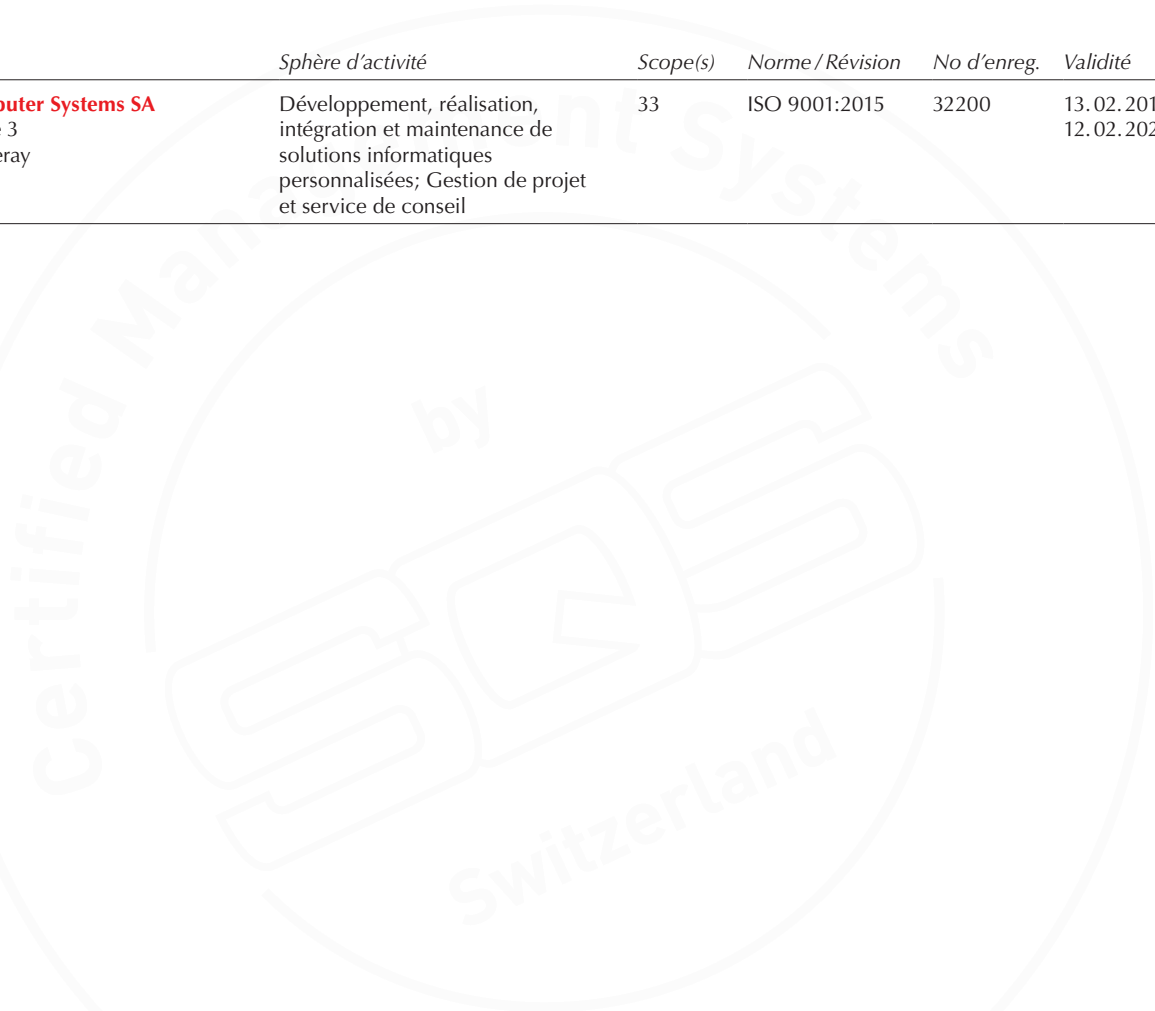 Sphère d'activité Scope(s) Norme / Révision No d'enreg. Validité
puter Systems SA Développement, réalisation, 33 ISO 9001:2015 32200 13.02.201
e 3 intégration et maintenance de 12.02.202
eray solutions informatiques
personnalisées; Gestion de projet
et service de conseil
Certified Management Systems
by
SQS
Switzerland